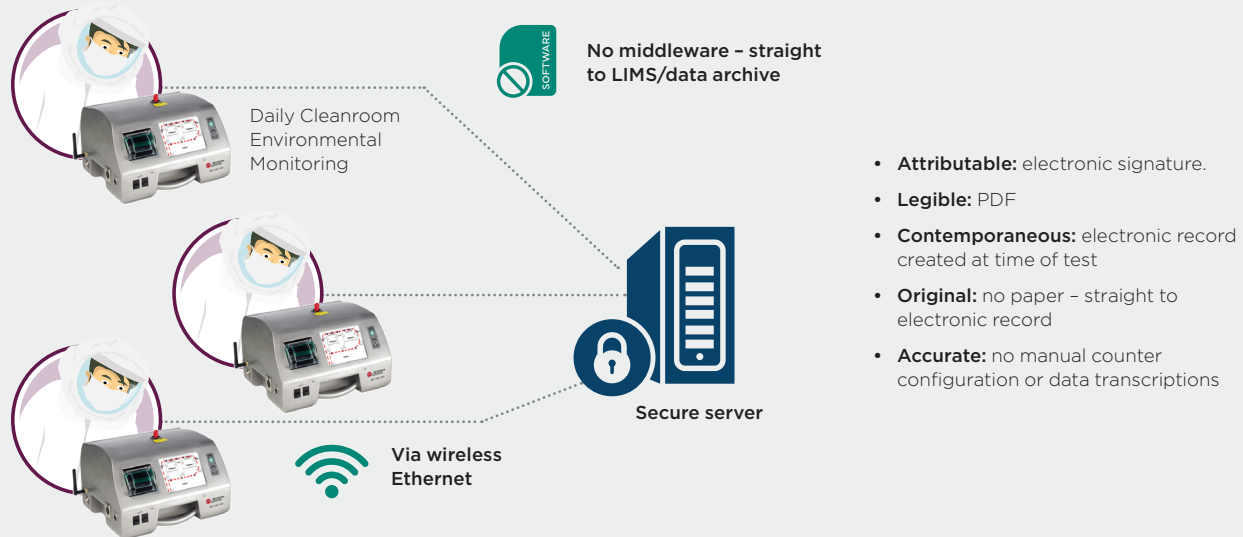 SOFTWARE
No middleware – straight
to LIMS/data archive
Daily Cleanroom
Environmental
Monitoring
• Attributable: electronic signature.
• Legible: PDF
• Contemporaneous: electronic record
created at time of test
• Original: no paper – straight to
electronic record
• Accurate: no manual counter
configuration or data transcriptions
Secure server
Via wireless
Ethernet